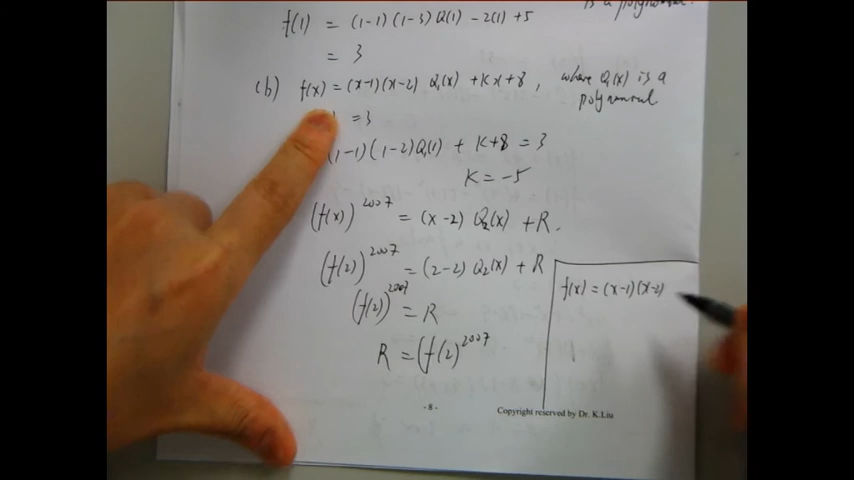 is a polynomial.
f(1) = (1-1)(1-3)Q(1) - 2(1) + 5
= 3
(b) f(x) = (x-1)(x-2) Q₁(x) + Kx + 8, where Q₁(x) is a polynomial
= 3
(1-1)(1-2)Q₁(1) + K+8 = 3
K = -5
(f(x))^2007 = (x-2) Q₂(x) + R.
(f(2))^2007 = (2-2) Q₂(x) + R
(f(2))^2007 = R
R = (f(2)^2007
f(x) = (x-1)(x-2)
- 8 -
Copyright reserved by Dr. K.Liu